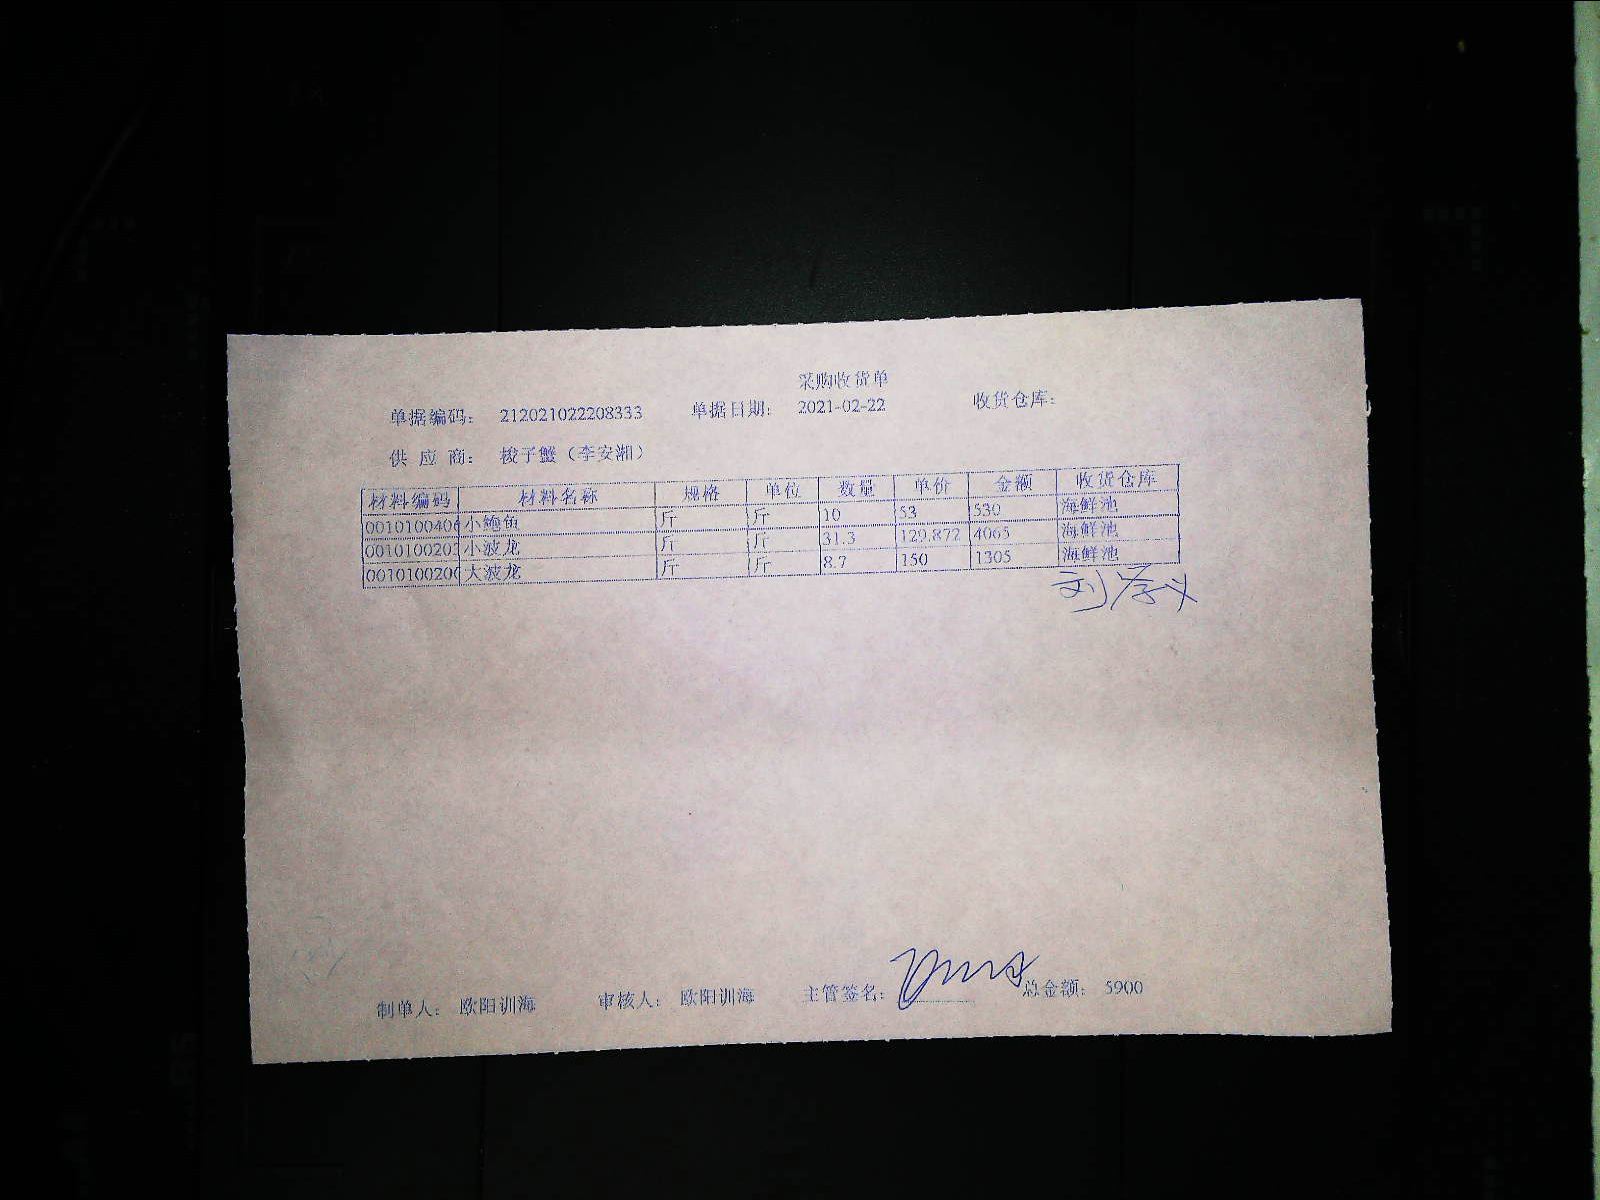 采购收货单
单据编码: 212021022208333 单据日期: 2021-02-22 收货仓库:
供 应 商: 梭子蟹（李安湘）
材料编码 材料名称 规格 单位 数量 单价 金额 收货仓库
0010100406 小鲍鱼 斤 斤 10 53 530 海鲜池
001010020 小波龙 斤 斤 31.3 129.872 4065 海鲜池
0010100200 大波龙 斤 斤 8.7 150 1305 海鲜池
制单人: 欧阳训海 审核人: 欧阳训海 主管签名: 总金额: 5900